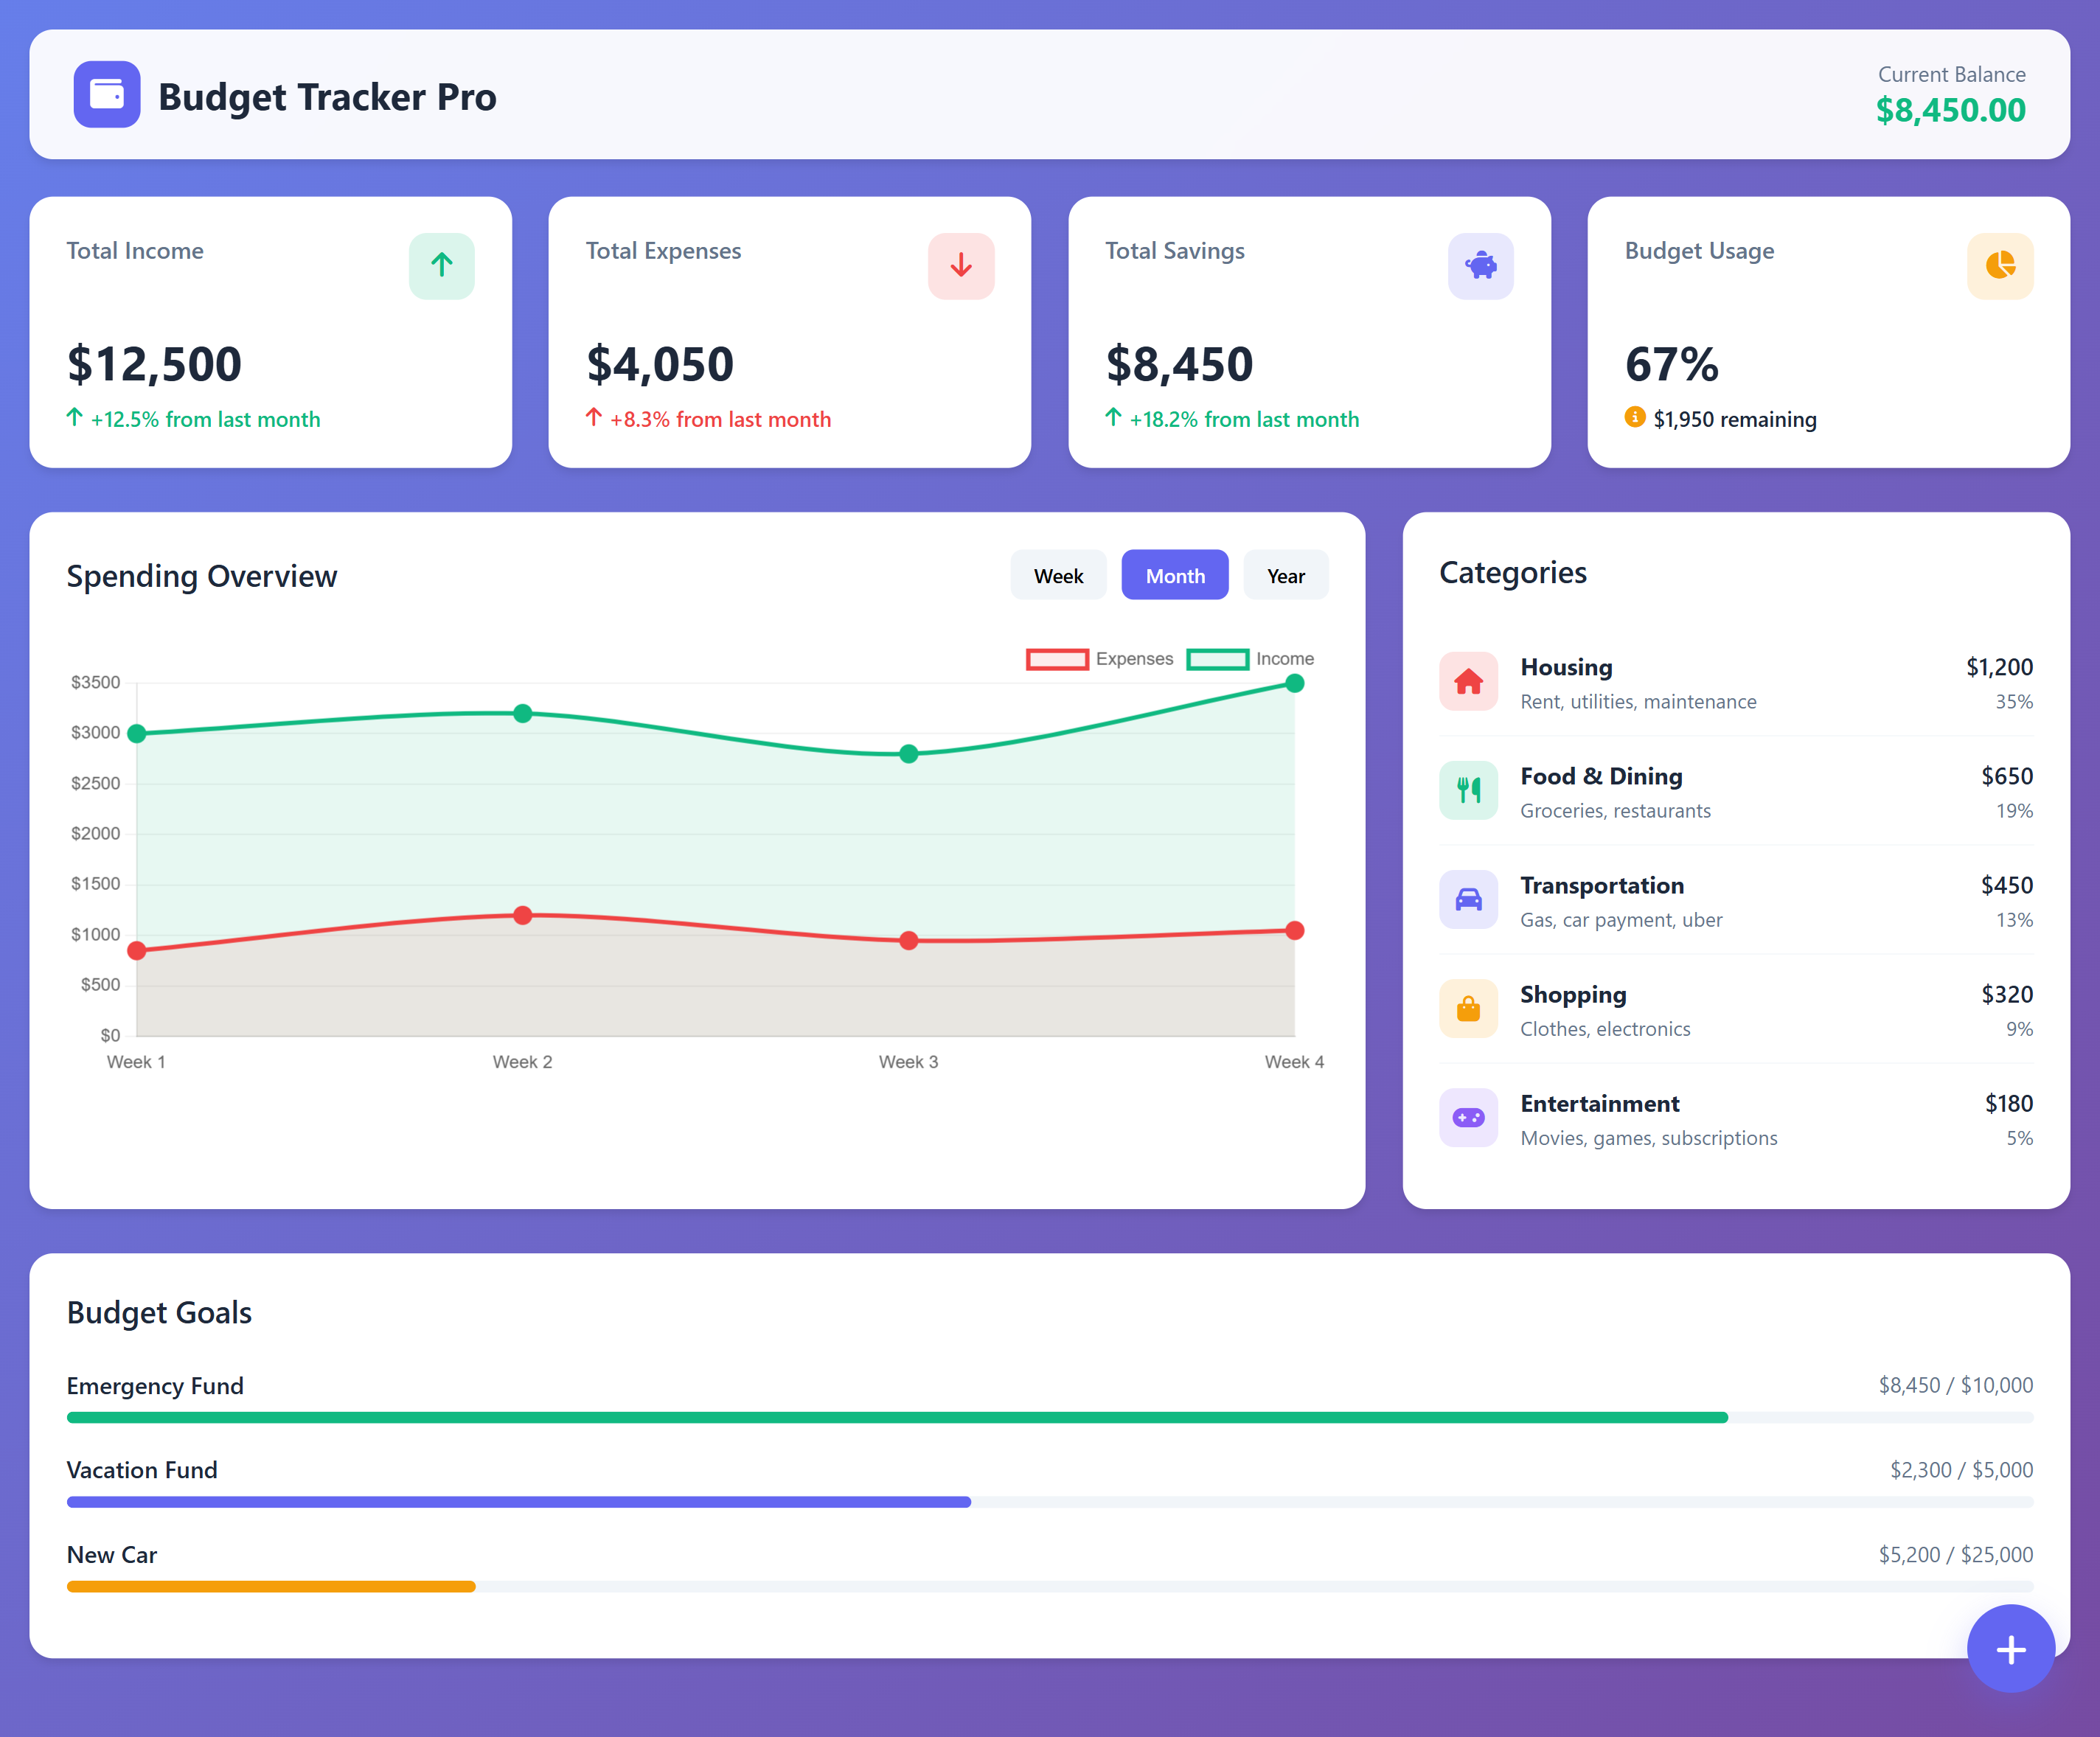 Budget Tracker Pro
Current Balance
$8,450.00
Total Income
$12,500
+12.5% from last month
Total Expenses
$4,050
+8.3% from last month
Total Savings
$8,450
+18.2% from last month
Budget Usage
67%
$1,950 remaining
Spending Overview
Week
Month
Year
Expenses
Income
$3500
$3000
$2500
$2000
$1500
$1000
$500
$0
Week 1
Week 2
Week 3
Week 4
Categories
Housing
$1,200
Rent, utilities, maintenance
35%
Food & Dining
$650
Groceries, restaurants
19%
Transportation
$450
Gas, car payment, uber
13%
Shopping
$320
Clothes, electronics
9%
Entertainment
$180
Movies, games, subscriptions
5%
Budget Goals
Emergency Fund
$8,450 / $10,000
Vacation Fund
$2,300 / $5,000
New Car
$5,200 / $25,000